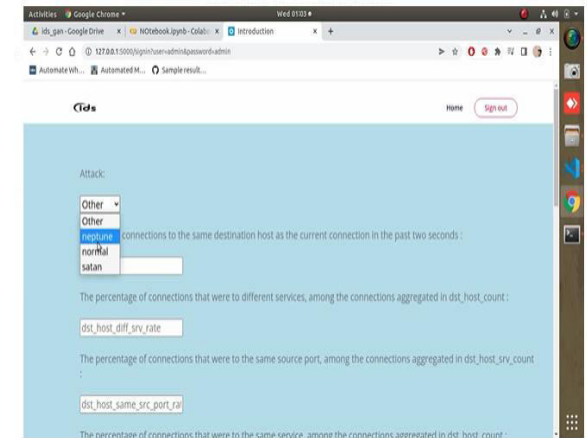 Activities Google Chrome Wed 01:03
ids_gan - Google Drive × NOtebook.ipynb - Colab × Introduction × +
127.0.0.1:5000/signin?user=admin&password=admin
Automate Wh... Automated M... Sample result...
ids
Home Sign out
Attack:
Other
Other
neptune connections to the same destination host as the current connection in the past two seconds :
normal
satan
The percentage of connections that were to different services, among the connections aggregated in dst_host_count :
dst_host_diff_srv_rate
The percentage of connections that were to the same source port, among the connections aggregated in dst_host_srv_count
:
dst_host_same_src_port_ra
The percentage of connections that were to the same service, among the connections aggregated in dst_host_count :